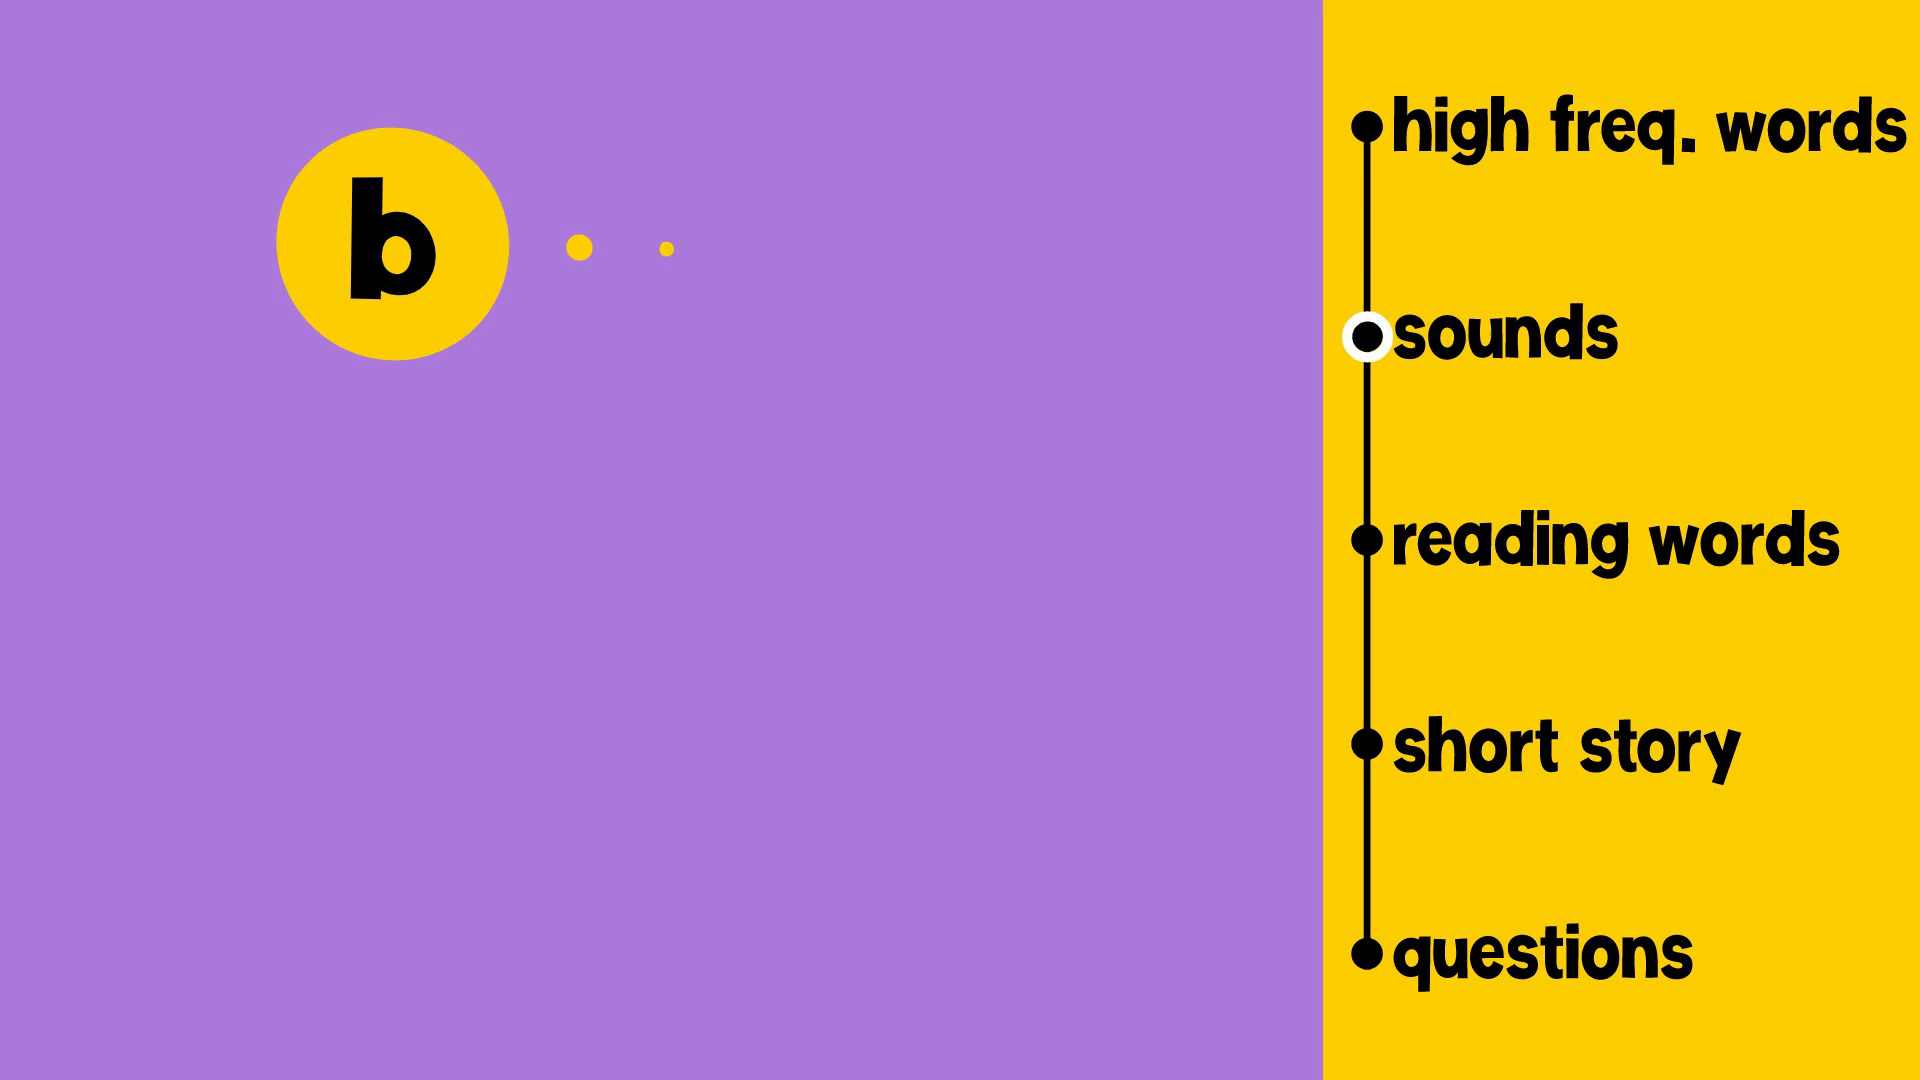 b
high freq. words
sounds
reading words
short story
questions